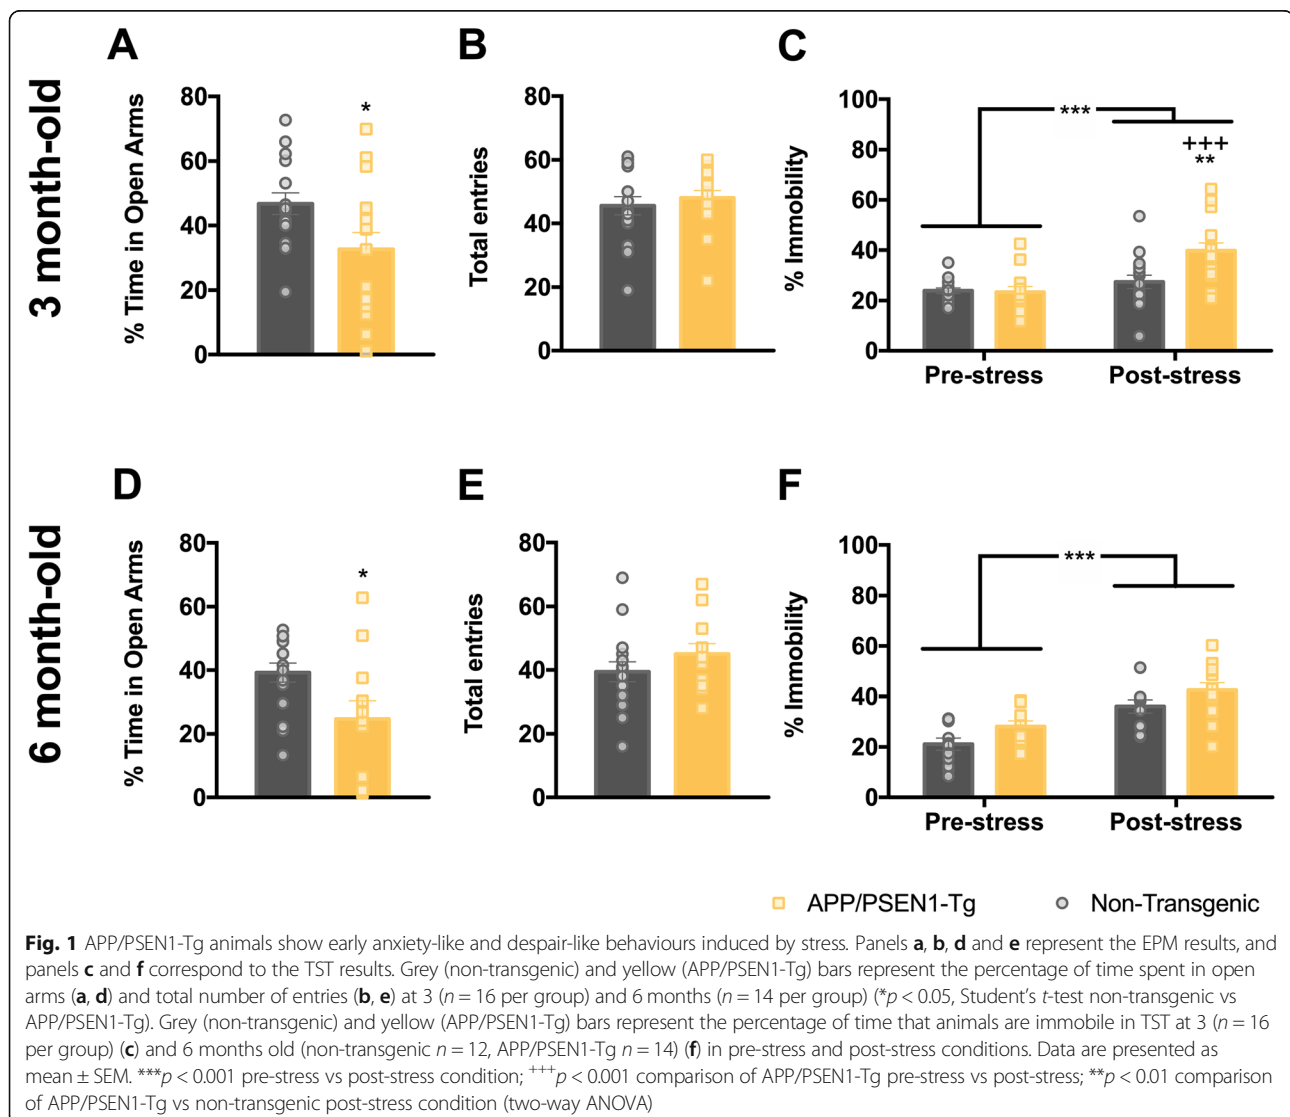 A
B
C
3 month-old
% Time in Open Arms
80
60
40
20
0
*
Total entries
80
60
40
20
0
% Immobility
100
80
60
40
20
0
***
+++
**
Pre-stress
Post-stress
D
E
F
6 month-old
% Time in Open Arms
80
60
40
20
0
*
Total entries
80
60
40
20
0
% Immobility
100
80
60
40
20
0
***
Pre-stress
Post-stress
APP/PSEN1-Tg
Non-Transgenic
Fig. 1 APP/PSEN1-Tg animals show early anxiety-like and despair-like behaviours induced by stress. Panels a, b, d and e represent the EPM results, and
panels c and f correspond to the TST results. Grey (non-transgenic) and yellow (APP/PSEN1-Tg) bars represent the percentage of time spent in open
arms (a, d) and total number of entries (b, e) at 3 (n = 16 per group) and 6 months (n = 14 per group) (*p < 0.05, Student's t-test non-transgenic vs
APP/PSEN1-Tg). Grey (non-transgenic) and yellow (APP/PSEN1-Tg) bars represent the percentage of time that animals are immobile in TST at 3 (n = 16
per group) (c) and 6 months old (non-transgenic n = 12, APP/PSEN1-Tg n = 14) (f) in pre-stress and post-stress conditions. Data are presented as
mean ± SEM. ***p < 0.001 pre-stress vs post-stress condition; +++p < 0.001 comparison of APP/PSEN1-Tg pre-stress vs post-stress; **p < 0.01 comparison
of APP/PSEN1-Tg vs non-transgenic post-stress condition (two-way ANOVA)